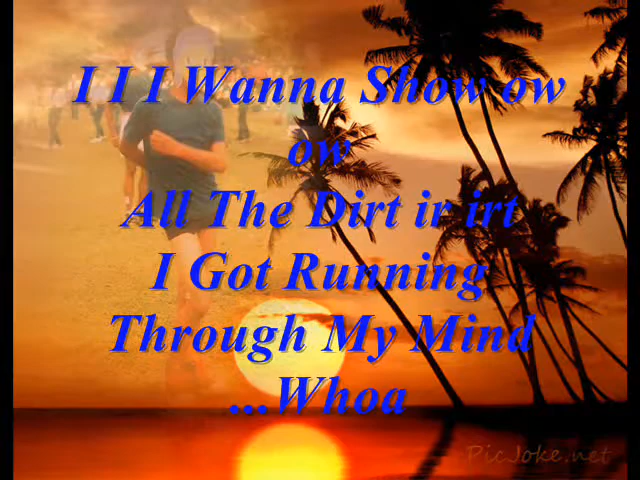 I I I Wanna Show ow
ow
All The Dirt ir irt
I Got Running
Through My Mind
...Whoa
PicJoke.net